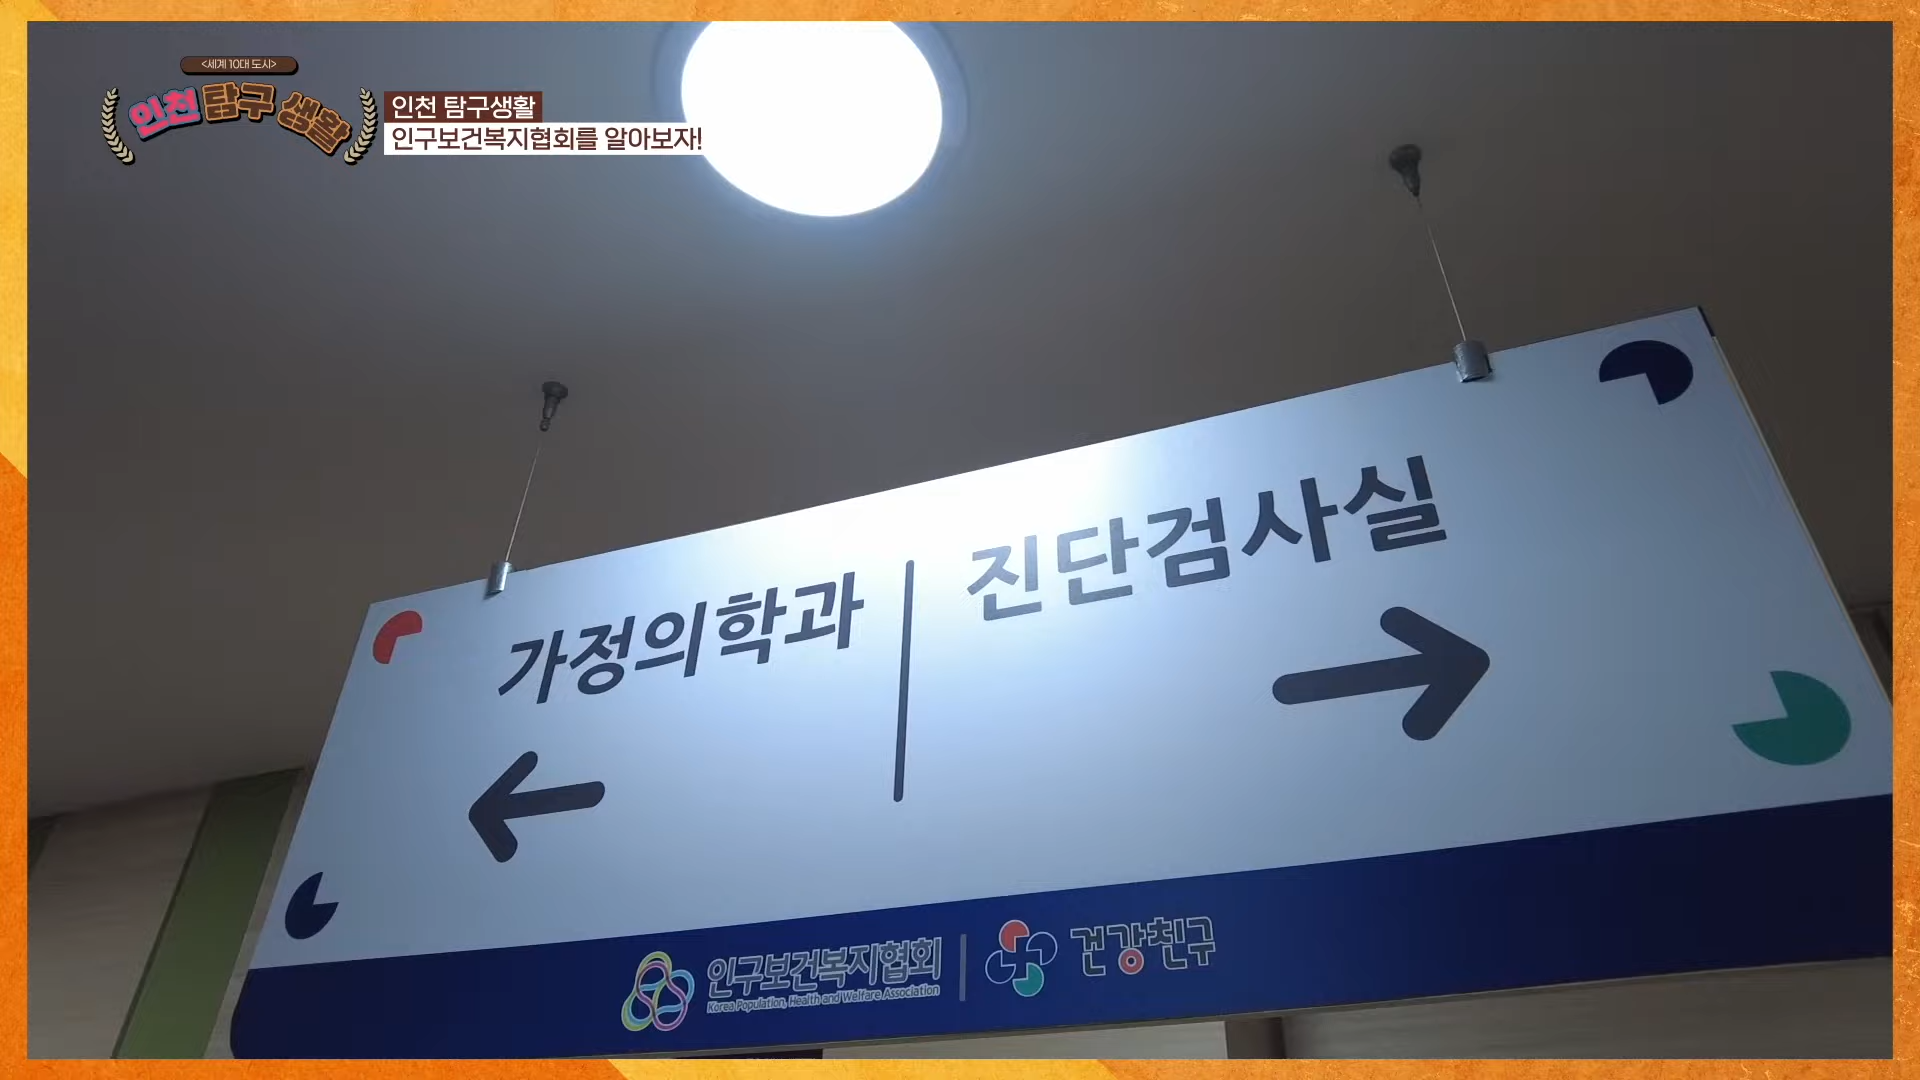 <세계 10대 도시>
인천 탐구 생활
인천 탐구생활
인구보건복지협회를 알아보자!
가정의학과
진단검사실
인구보건복지협회
Korea Population, Health and Welfare Association
건강친구